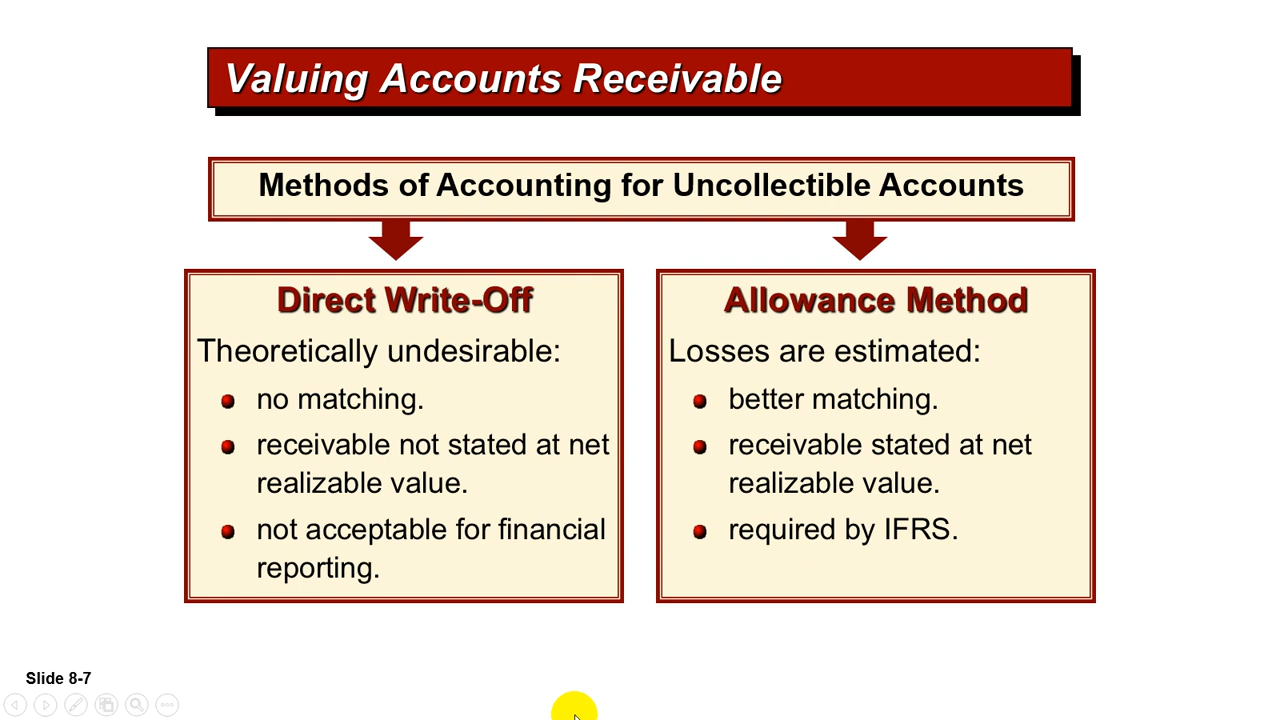 Valuing Accounts Receivable
Methods of Accounting for Uncollectible Accounts
Direct Write-Off
Theoretically undesirable:
no matching.
receivable not stated at net
realizable value.
not acceptable for financial
reporting.
Allowance Method
Losses are estimated:
better matching.
receivable stated at net
realizable value.
required by IFRS.
Slide 8-7